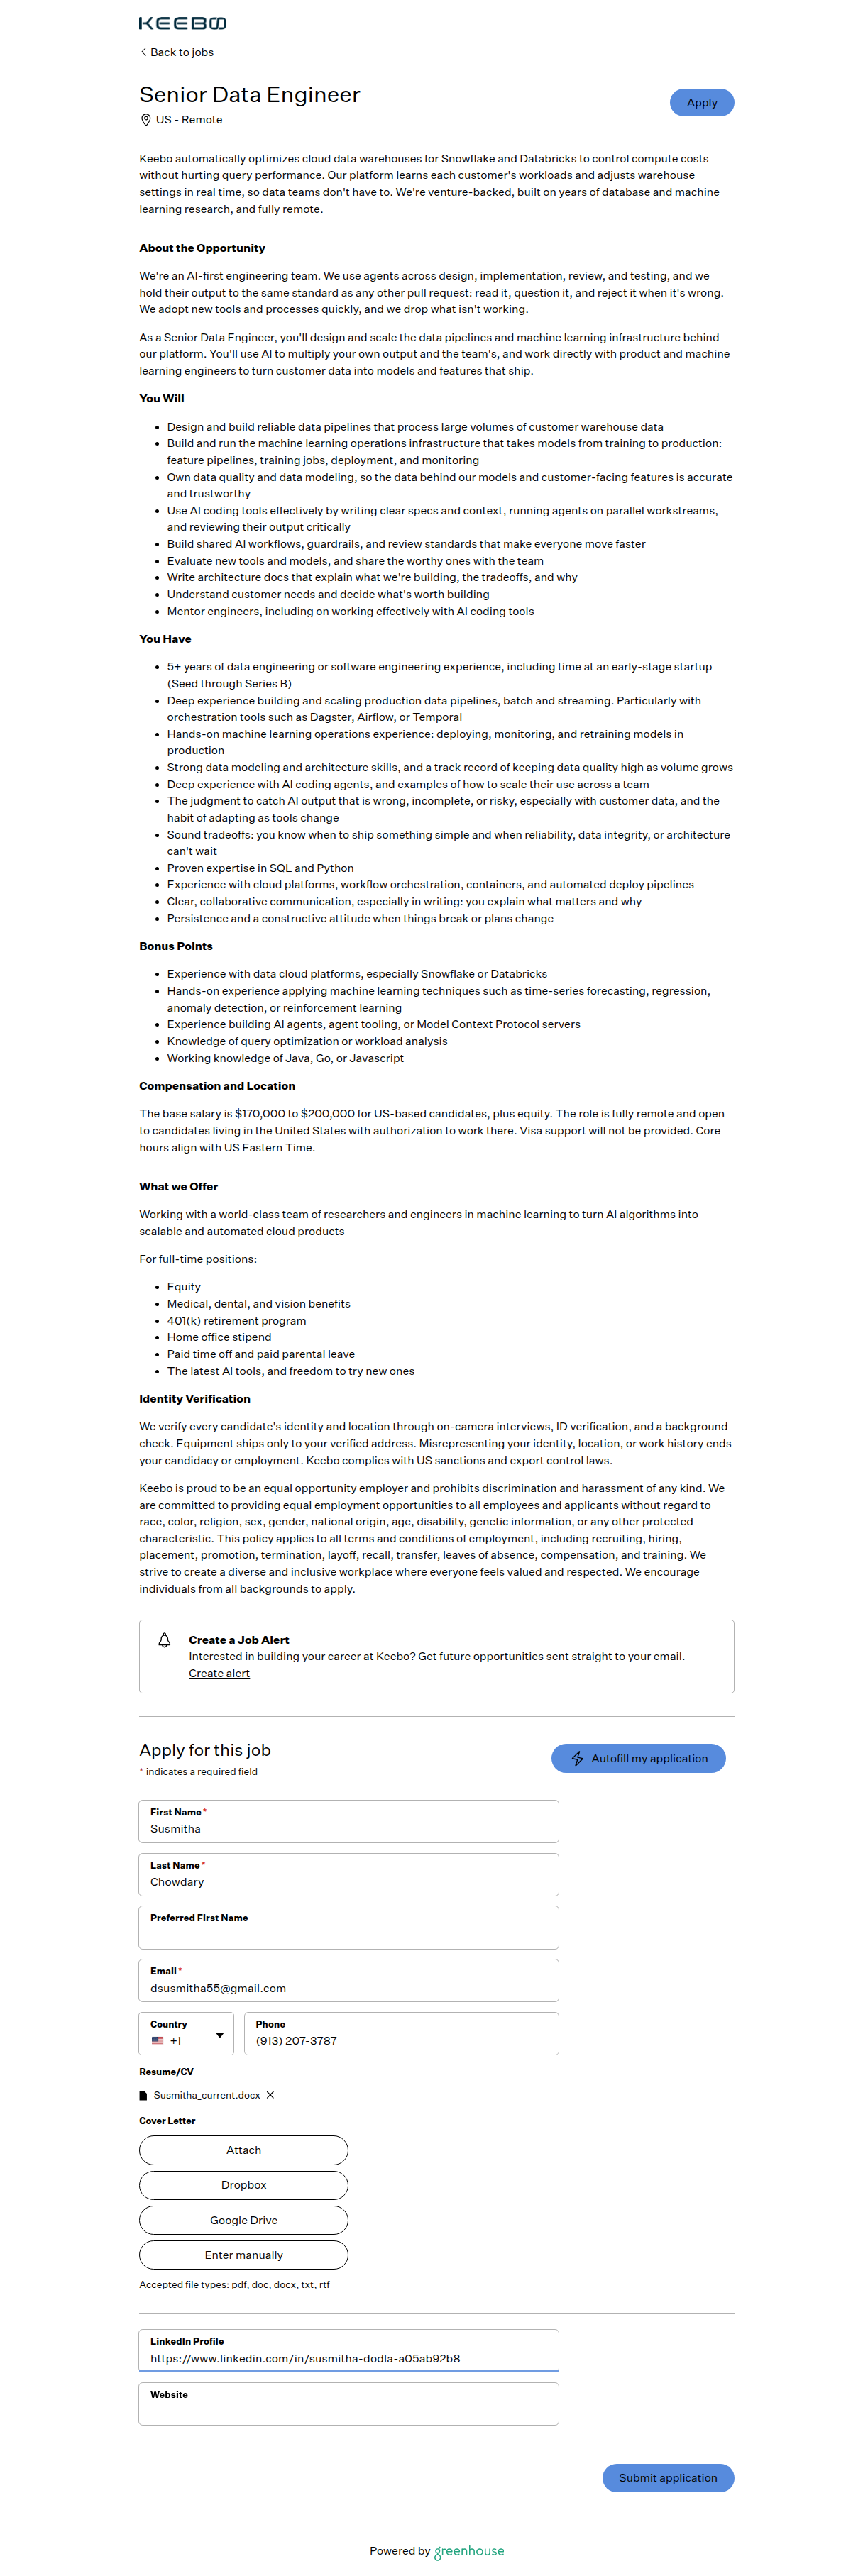 KEEBO
Back to jobs
Senior Data Engineer
Apply
US - Remote
Keebo automatically optimizes cloud data warehouses for Snowflake and Databricks to control compute costs
without hurting query performance. Our platform learns each customer's workloads and adjusts warehouse
settings in real time, so data teams don't have to. We're venture-backed, built on years of database and machine
learning research, and fully remote.
About the Opportunity
We're an AI-first engineering team. We use agents across design, implementation, review, and testing, and we
hold their output to the same standard as any other pull request: read it, question it, and reject it when it's wrong.
We adopt new tools and processes quickly, and we drop what isn't working.
As a Senior Data Engineer, you'll design and scale the data pipelines and machine learning infrastructure behind
our platform. You'll use AI to multiply your own output and the team's, and work directly with product and machine
learning engineers to turn customer data into models and features that ship.
You Will
• Design and build reliable data pipelines that process large volumes of customer warehouse data
• Build and run the machine learning operations infrastructure that takes models from training to production:
feature pipelines, training jobs, deployment, and monitoring
• Own data quality and data modeling, so the data behind our models and customer-facing features is accurate
and trustworthy
• Use AI coding tools effectively by writing clear specs and context, running agents on parallel workstreams,
and reviewing their output critically
• Build shared AI workflows, guardrails, and review standards that make everyone move faster
• Evaluate new tools and models, and share the worthy ones with the team
• Write architecture docs that explain what we're building, the tradeoffs, and why
• Understand customer needs and decide what's worth building
• Mentor engineers, including on working effectively with AI coding tools
You Have
• 5+ years of data engineering or software engineering experience, including time at an early-stage startup
(Seed through Series B)
• Deep experience building and scaling production data pipelines, batch and streaming. Particularly with
orchestration tools such as Dagster, Airflow, or Temporal
• Hands-on machine learning operations experience: deploying, monitoring, and retraining models in
production
• Strong data modeling and architecture skills, and a track record of keeping data quality high as volume grows
• Deep experience with AI coding agents, and examples of how to scale their use across a team
• The judgment to catch AI output that is wrong, incomplete, or risky, especially with customer data, and the
habit of adapting as tools change
• Sound tradeoffs: you know when to ship something simple and when reliability, data integrity, or architecture
can't wait
• Proven expertise in SQL and Python
• Experience with cloud platforms, workflow orchestration, containers, and automated deploy pipelines
• Clear, collaborative communication, especially in writing: you explain what matters and why
• Persistence and a constructive attitude when things break or plans change
Bonus Points
• Experience with data cloud platforms, especially Snowflake or Databricks
• Hands-on experience applying machine learning techniques such as time-series forecasting, regression,
anomaly detection, or reinforcement learning
• Experience building AI agents, agent tooling, or Model Context Protocol servers
• Knowledge of query optimization or workload analysis
• Working knowledge of Java, Go, or Javascript
Compensation and Location
The base salary is $170,000 to $200,000 for US-based candidates, plus equity. The role is fully remote and open
to candidates living in the United States with authorization to work there. Visa support will not be provided. Core
hours align with US Eastern Time.
What we Offer
Working with a world-class team of researchers and engineers in machine learning to turn AI algorithms into
scalable and automated cloud products
For full-time positions:
• Equity
• Medical, dental, and vision benefits
• 401(k) retirement program
• Home office stipend
• Paid time off and paid parental leave
• The latest AI tools, and freedom to try new ones
Identity Verification
We verify every candidate's identity and location through on-camera interviews, ID verification, and a background
check. Equipment ships only to your verified address. Misrepresenting your identity, location, or work history ends
your candidacy or employment. Keebo complies with US sanctions and export control laws.
Keebo is proud to be an equal opportunity employer and prohibits discrimination and harassment of any kind. We
are committed to providing equal employment opportunities to all employees and applicants without regard to
race, color, religion, sex, gender, national origin, age, disability, genetic information, or any other protected
characteristic. This policy applies to all terms and conditions of employment, including recruiting, hiring,
placement, promotion, termination, layoff, recall, transfer, leaves of absence, compensation, and training. We
strive to create a diverse and inclusive workplace where everyone feels valued and respected. We encourage
individuals from all backgrounds to apply.
Create a Job Alert
Interested in building your career at Keebo? Get future opportunities sent straight to your email.
Create alert
Apply for this job
Autofill my application
* indicates a required field
First Name*
Susmitha
Last Name*
Chowdary
Preferred First Name
Email*
dsusmitha55@gmail.com
Country
+1
Phone
(913) 207-3787
Resume/CV
Susmitha_current.docx
Cover Letter
Attach
Dropbox
Google Drive
Enter manually
Accepted file types: pdf, doc, docx, txt, rtf
LinkedIn Profile
https://www.linkedin.com/in/susmitha-dodla-a05ab92b8
Website
Submit application
Powered by greenhouse